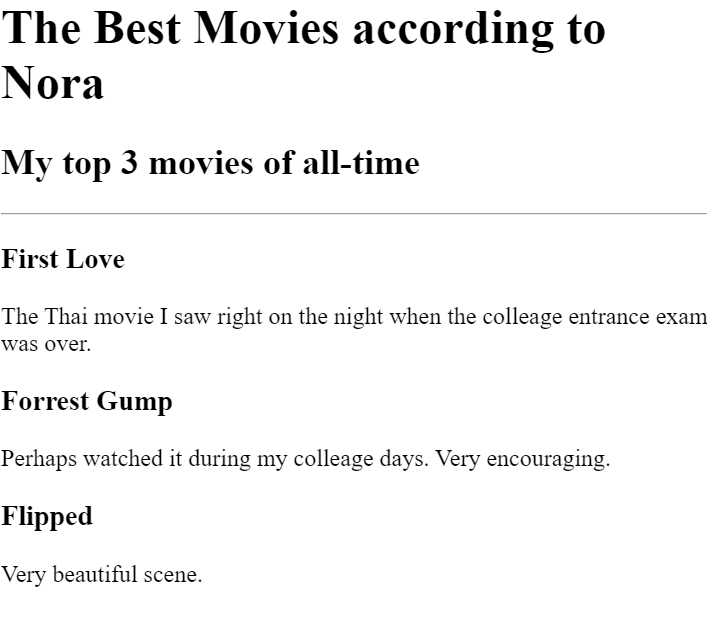 The Best Movies according to
Nora
My top 3 movies of all-time
First Love
The Thai movie I saw right on the night when the colleage entrance exam
was over.
Forrest Gump
Perhaps watched it during my colleage days. Very encouraging.
Flipped
Very beautiful scene.